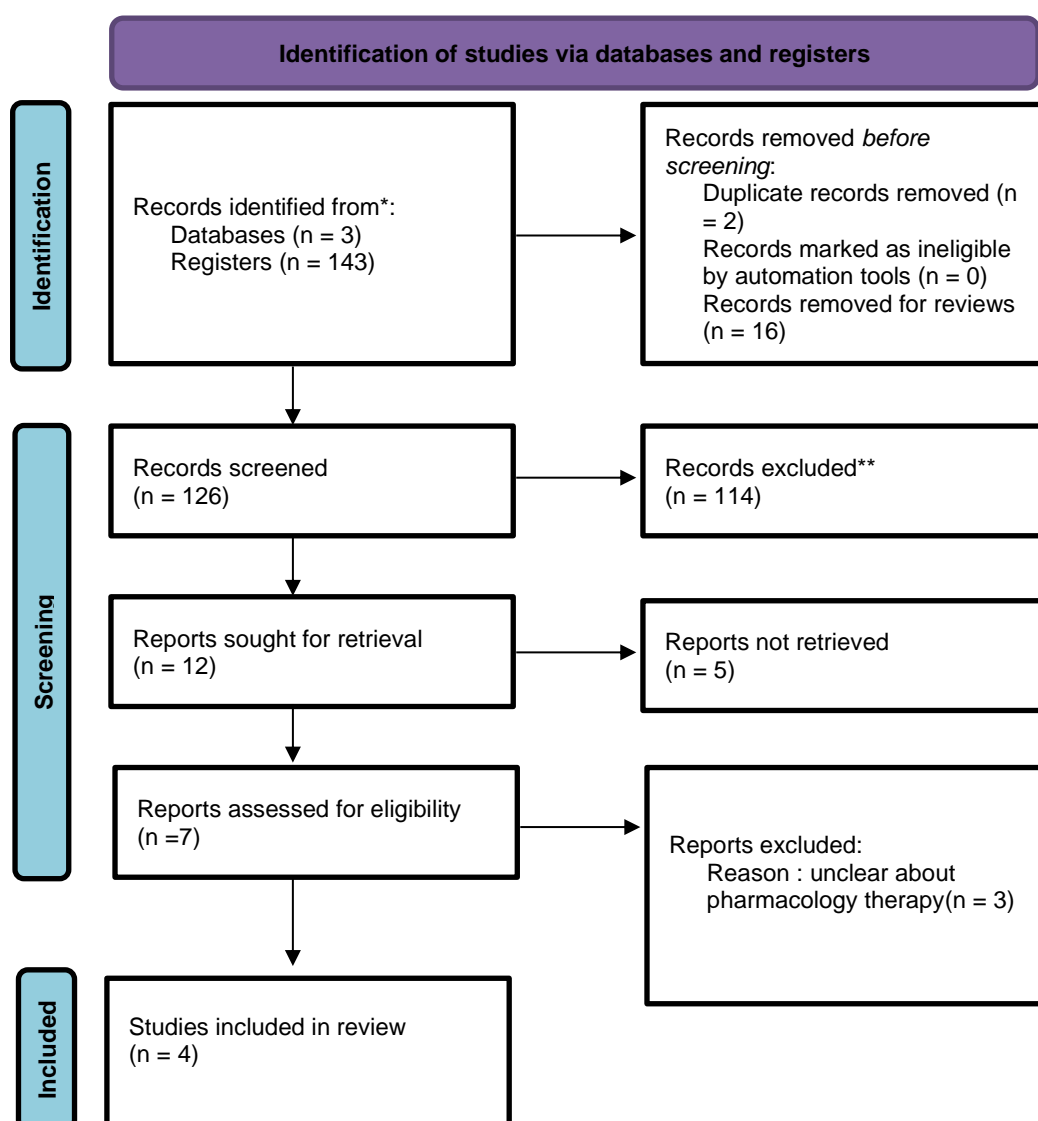 Identification of studies via databases and registers
Identification
Records identified from*:
Databases (n = 3)
Registers (n = 143)
Records removed before
screening:
Duplicate records removed (n
= 2)
Records marked as ineligible
by automation tools (n = 0)
Records removed for reviews
(n = 16)
Screening
Records screened
(n = 126)
Records excluded**
(n = 114)
Reports sought for retrieval
(n = 12)
Reports not retrieved
(n = 5)
Reports assessed for eligibility
(n =7)
Reports excluded:
Reason : unclear about
pharmacology therapy(n = 3)
Included
Studies included in review
(n = 4)